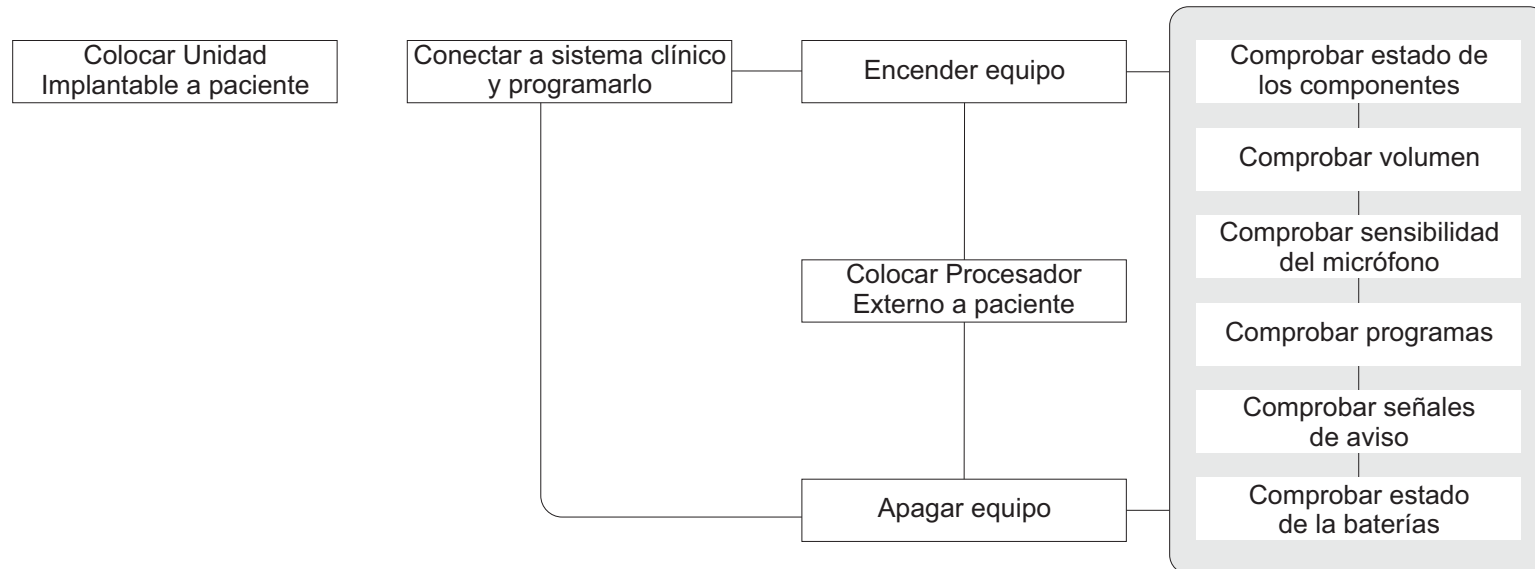 Colocar Unidad
Implantable a paciente
Conectar a sistema clínico
y programarlo
Encender equipo
Colocar Procesador
Externo a paciente
Apagar equipo
Comprobar estado de
los componentes
Comprobar volumen
Comprobar sensibilidad
del micrófono
Comprobar programas
Comprobar señales
de aviso
Comprobar estado
de la baterías